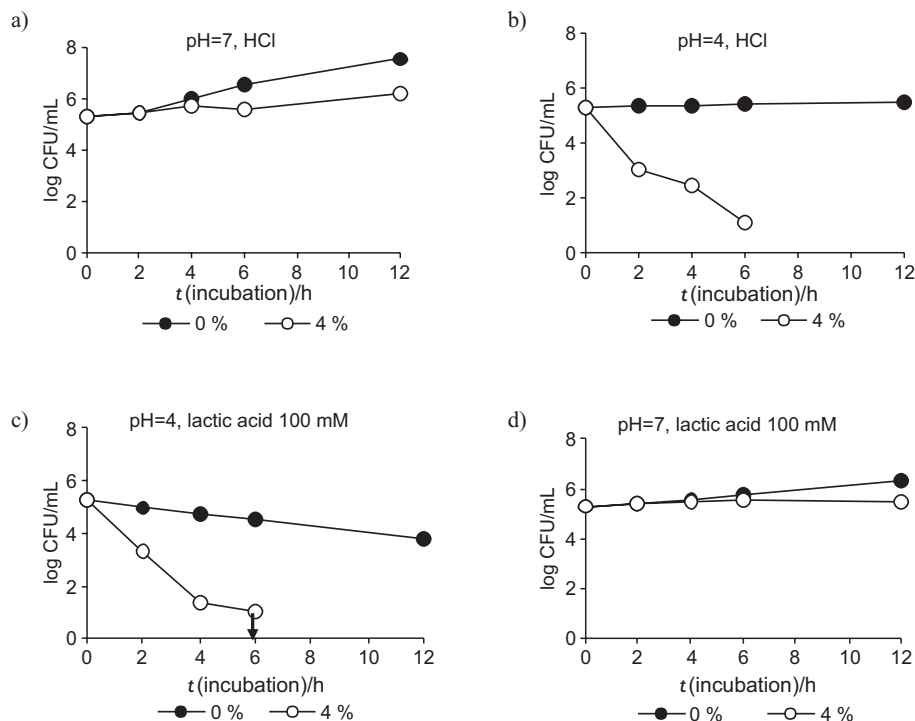 a)
pH=7, HCl
8
6
4
2
0
log CFU/mL
0 2 4 6 8 10 12
t (incubation)/h
0 % 4 %
b)
pH=4, HCl
8
6
4
2
0
log CFU/mL
0 2 4 6 8 10 12
t (incubation)/h
0 % 4 %
c)
pH=4, lactic acid 100 mM
8
6
4
2
0
log CFU/mL
0 2 4 6 8 10 12
t (incubation)/h
0 % 4 %
d)
pH=7, lactic acid 100 mM
8
6
4
2
0
log CFU/mL
0 2 4 6 8 10 12
t (incubation)/h
0 % 4 %